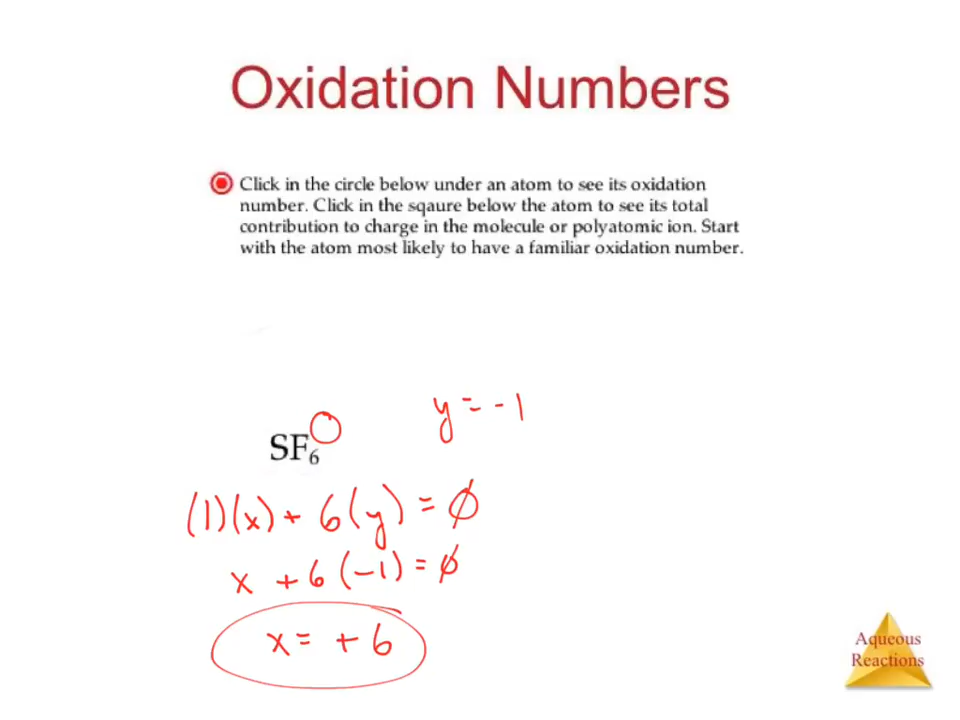 Oxidation Numbers
Click in the circle below under an atom to see its oxidation
number. Click in the sqaure below the atom to see its total
contribution to charge in the molecule or polyatomic ion. Start
with the atom most likely to have a familiar oxidation number.
y = -1
SF₆
(1)(x) + 6(y) = ∅
x + 6(-1) = ∅
x = +6
Aqueous
Reactions